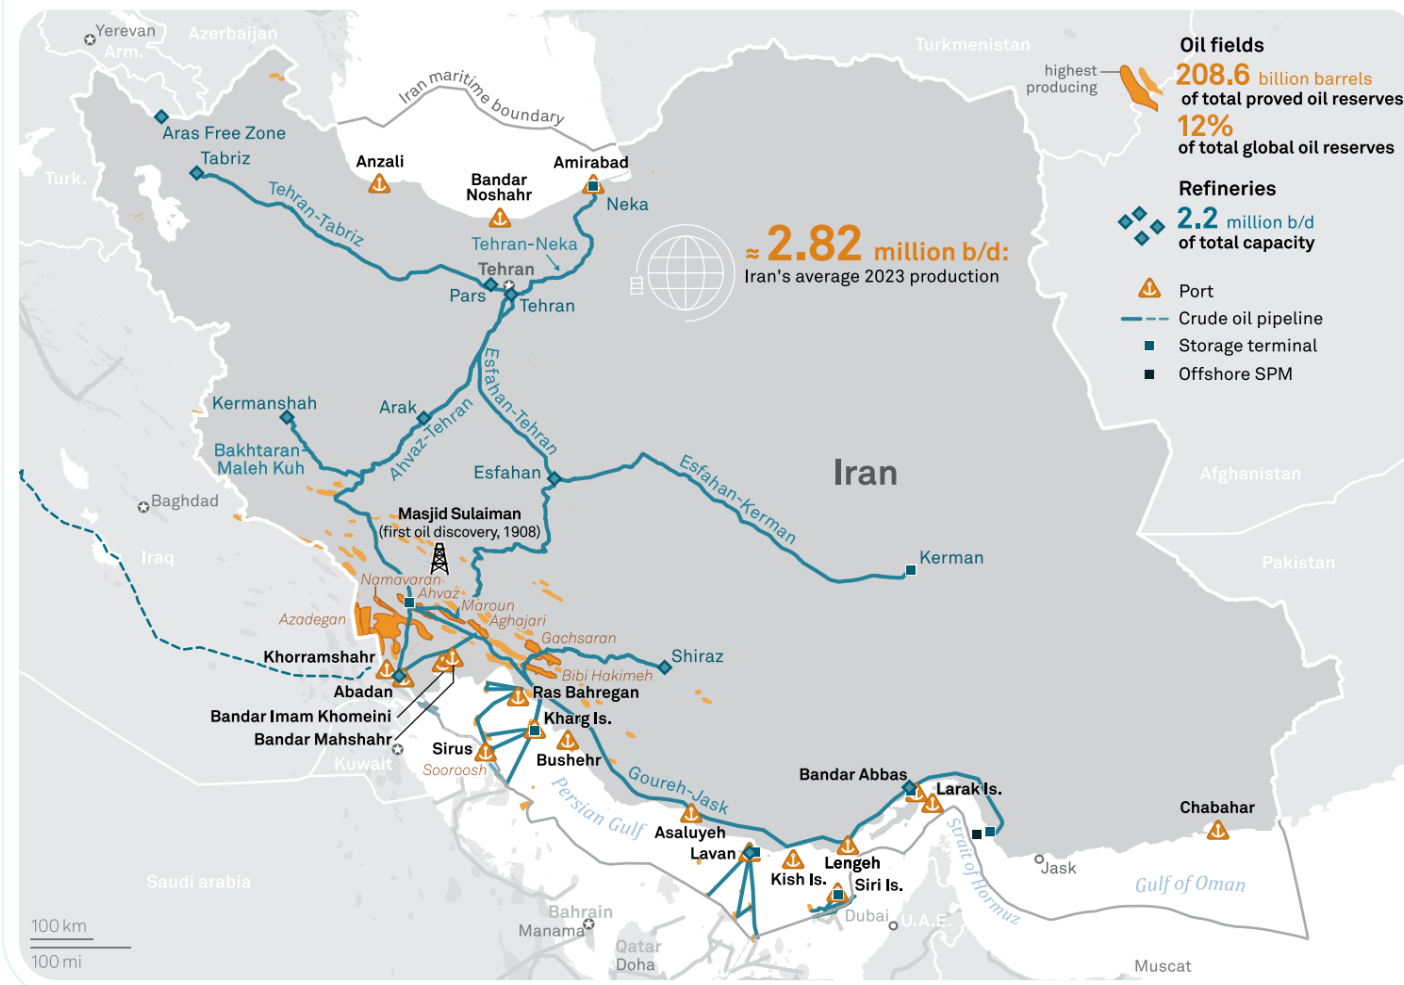 Yerevan
Arm.
Azerbaijan
Turkmenistan
Iran maritime boundary
highest
producing
Oil fields
208.6 billion barrels
of total proved oil reserves
12%
of total global oil reserves
Refineries
2.2 million b/d
of total capacity
Port
Crude oil pipeline
Storage terminal
Offshore SPM
Aras Free Zone
Tabriz
Turk.
Anzali
Bandar
Noshahr
Amirabad
Neka
Tehran-Tabriz
Tehran-Neka
Tehran
Pars
Tehran
≈ 2.82 million b/d:
Iran's average 2023 production
Kermanshah
Arak
Esfahan-Tehran
Ahvaz-Tehran
Bakhtaran-
Maleh Kuh
Esfahan
Esfahan-Kerman
Iran
Afghanistan
Baghdad
Masjid Sulaiman
(first oil discovery, 1908)
Iraq
Kerman
Pakistan
Namavaran
Ahvaz
Maroun
Azadegan
Aghajari
Gachsaran
Khorramshahr
Shiraz
Bibi Hakimeh
Abadan
Ras Bahregan
Bandar Imam Khomeini
Kharg Is.
Bandar Mahshahr
Sirus
Kuwait
Sooroosh
Bushehr
Goureh-Jask
Persian Gulf
Bandar Abbas
Larak Is.
Chabahar
Asaluyeh
Lavan
Lengeh
Kish Is.
Siri Is.
Strait of Hormuz
Jask
Gulf of Oman
Saudi arabia
Bahrain
Manama
Dubai
U.A.E.
Qatar
Doha
Muscat
100 km
100 mi